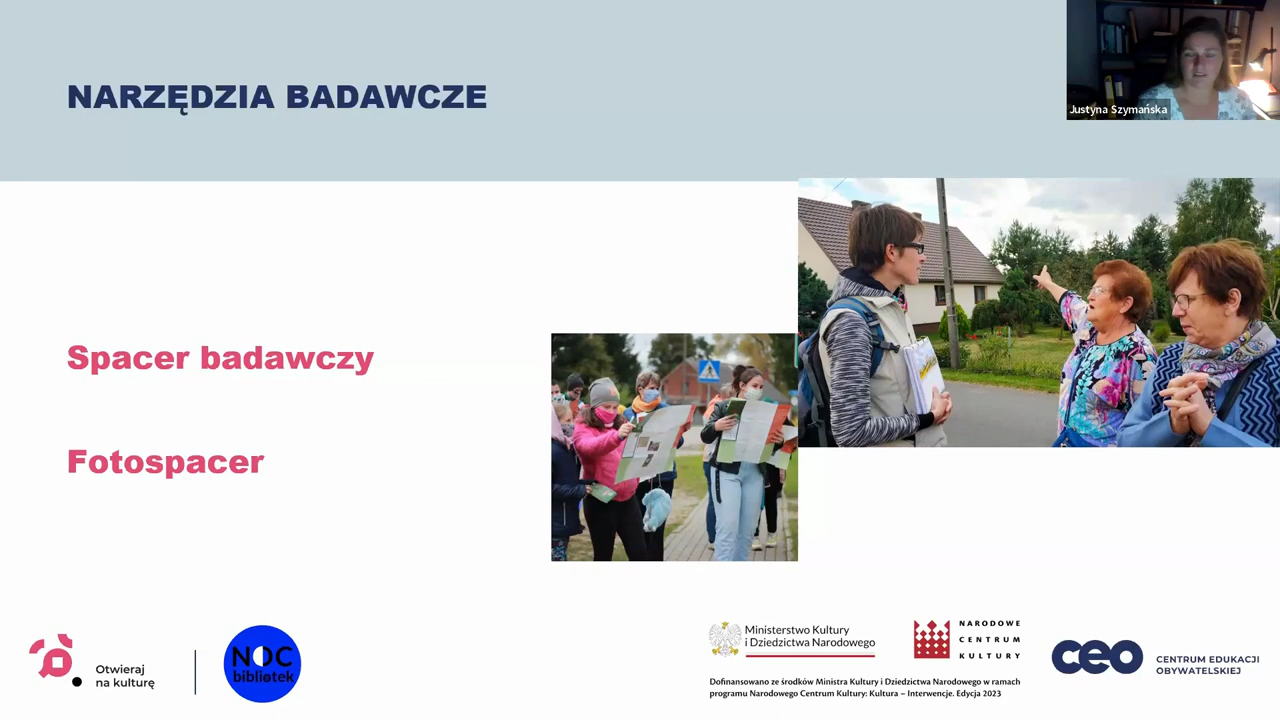 NARZĘDZIA BADAWCZE
Justyna Szymańska
Spacer badawczy
Fotospacer
Otwieraj
na kulturę
NOC
bibliotek
Ministerstwo Kultury
i Dziedzictwa Narodowego
NARODOWE
CENTRUM
KULTURY
Dofinansowano ze środków Ministra Kultury i Dziedzictwa Narodowego w ramach
programu Narodowego Centrum Kultury: Kultura – Interwencje. Edycja 2023
ceo
CENTRUM EDUKACJI
OBYWATELSKIEJ